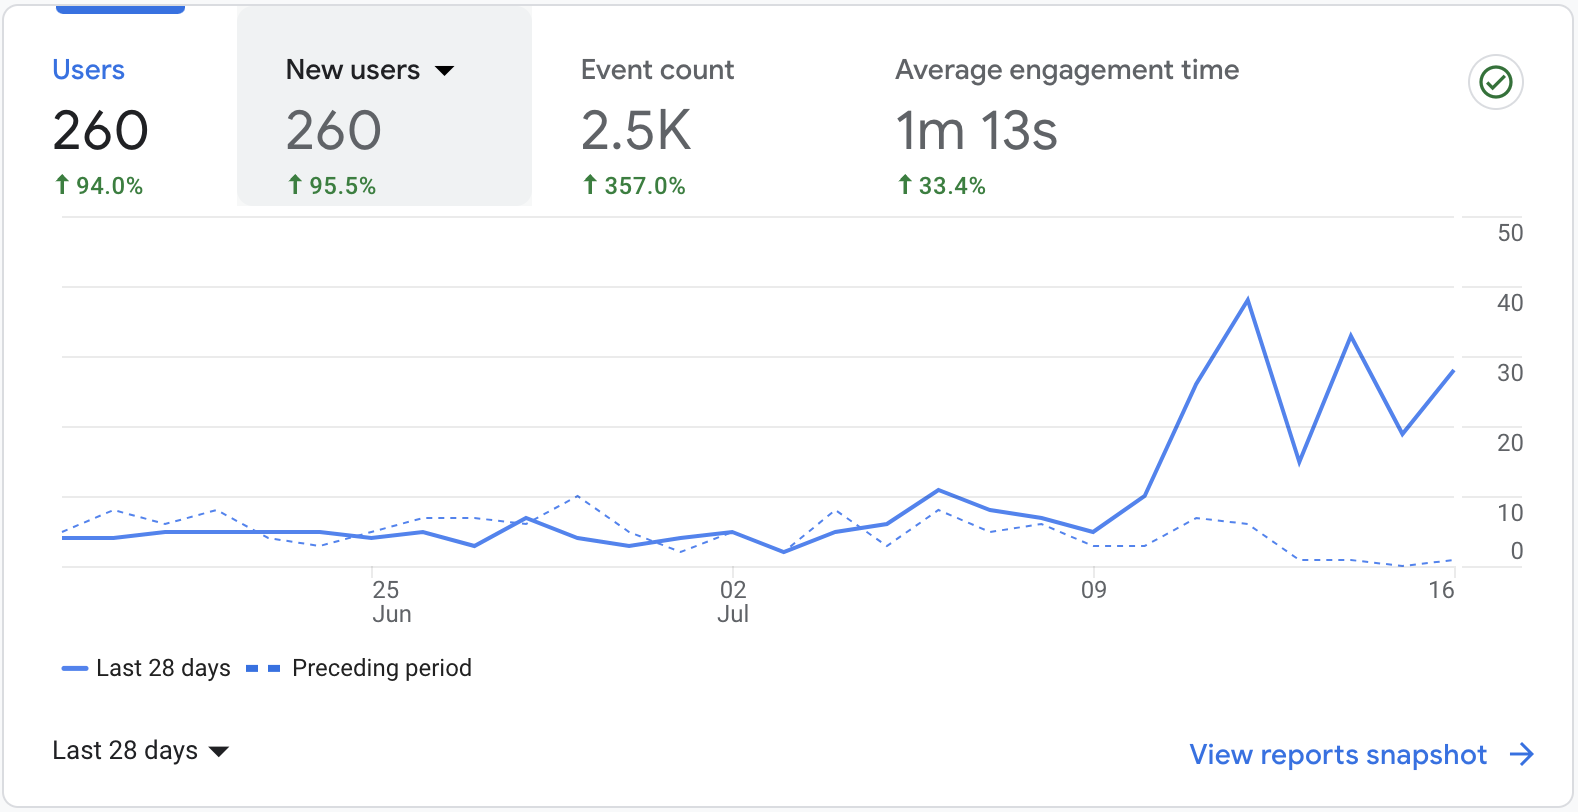 Users
260
↑ 94.0%
New users
260
↑ 95.5%
Event count
2.5K
↑ 357.0%
Average engagement time
1m 13s
↑ 33.4%
50
40
30
20
10
0
25
Jun
02
Jul
09
16
Last 28 days
Preceding period
Last 28 days
View reports snapshot →